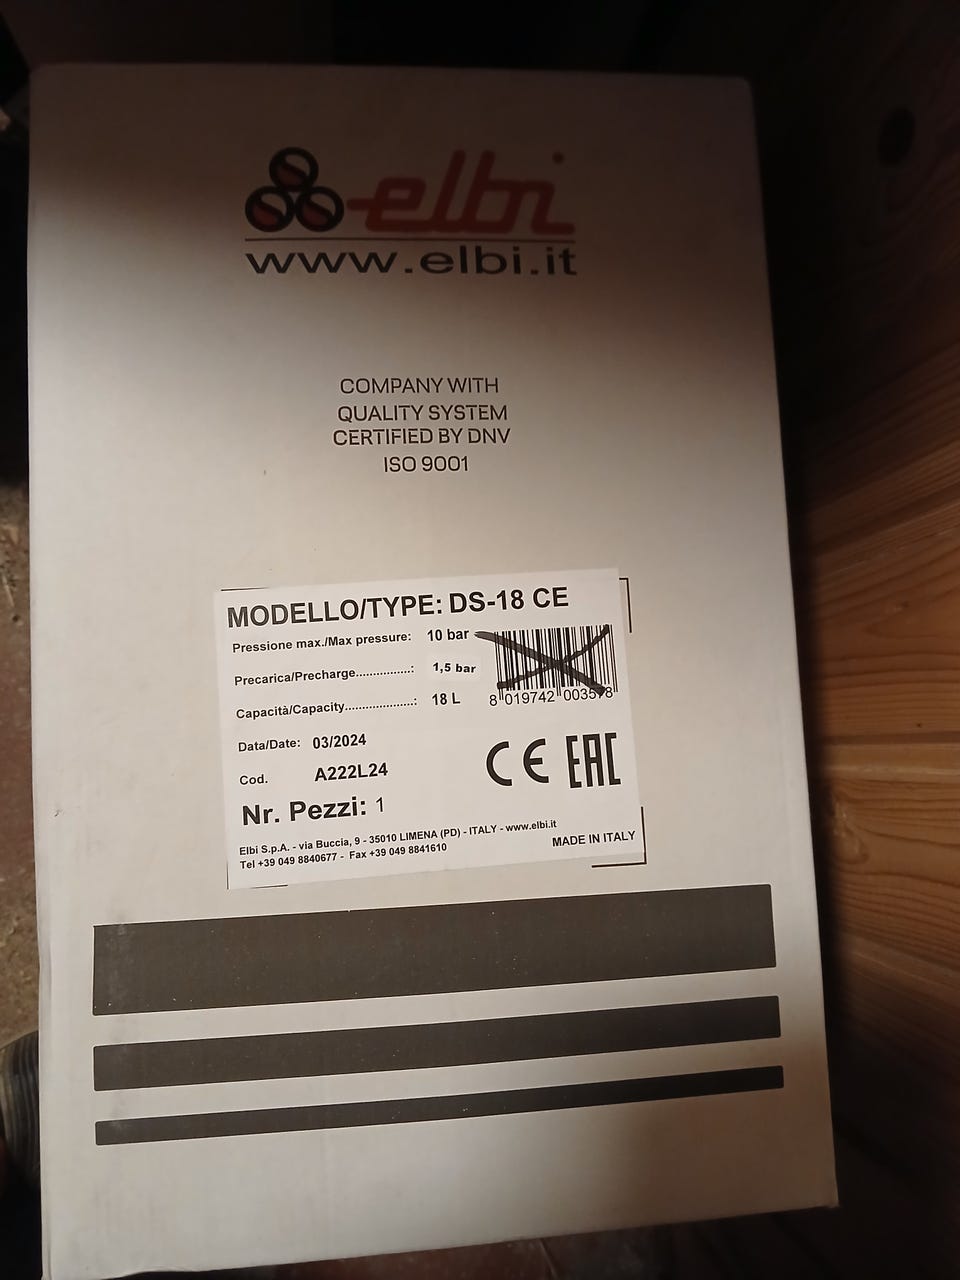 elbi
www.elbi.it
COMPANY WITH
QUALITY SYSTEM
CERTIFIED BY DNV
ISO 9001
MODELLO/TYPE: DS-18 CE
Pressione max./Max pressure: 10 bar
Precarica/Precharge...............: 1,5 bar
Capacità/Capacity...................: 18 L
8 019742 003578
Data/Date: 03/2024
Cod. A222L24
CE EAC
Nr. Pezzi: 1
Elbi S.p.A. - via Buccia, 9 - 35010 LIMENA (PD) - ITALY - www.elbi.it
Tel +39 049 8840677 - Fax +39 049 8841610
MADE IN ITALY